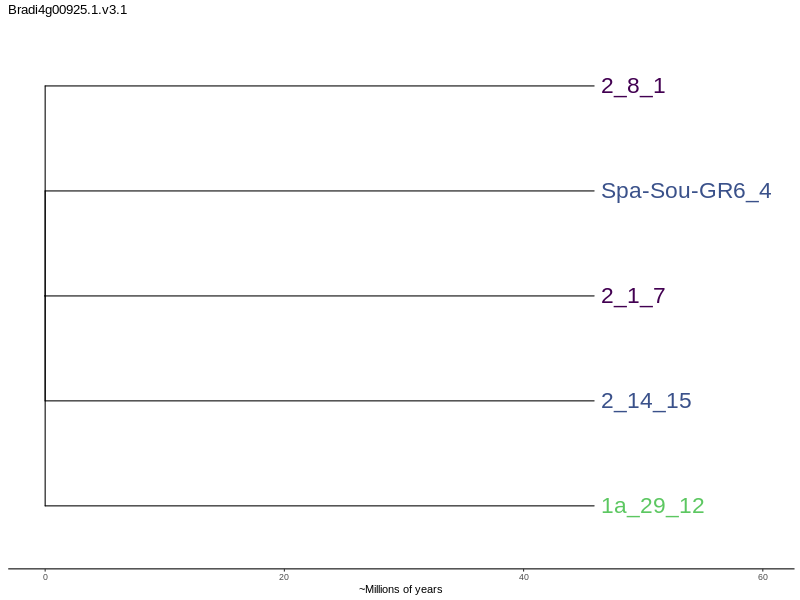 Bradi4g00925.1.v3.1
2_8_1
Spa-Sou-GR6_4
2_1_7
2_14_15
1a_29_12
0 20 40 60
~Millions of years